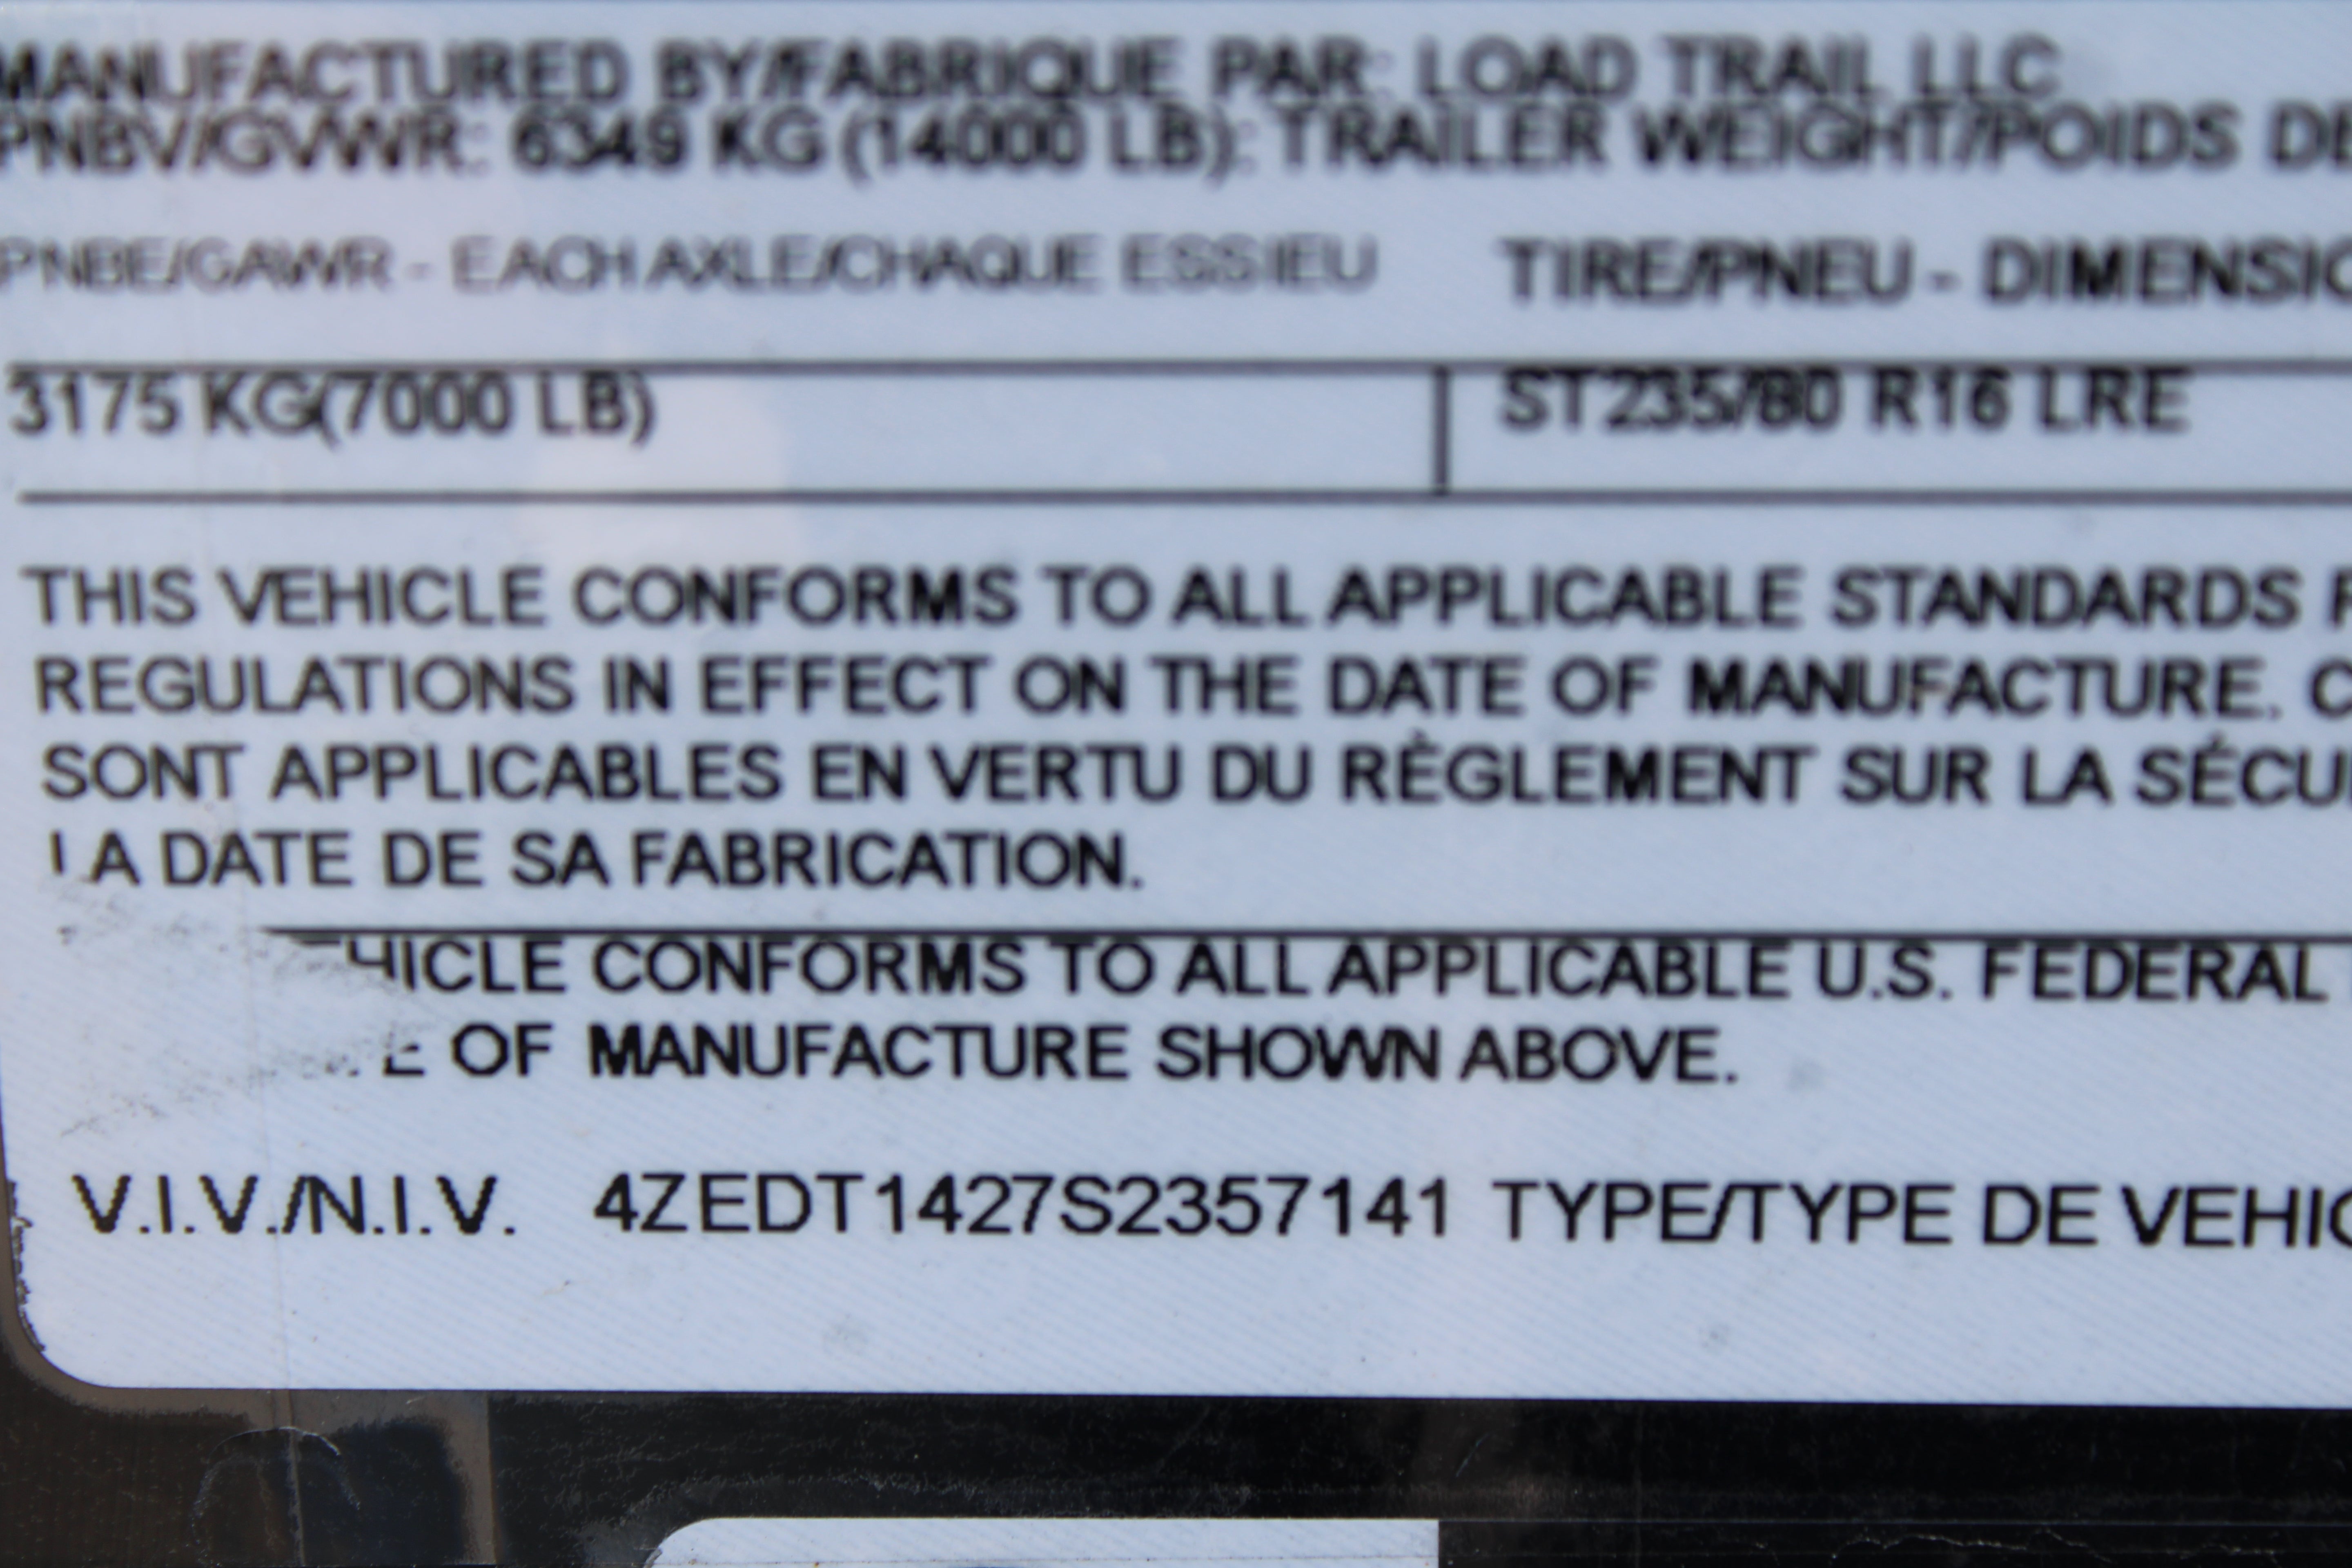 MANUFACTURED BY/FABRIQUE PAR: LOAD TRAIL LLC
PNBV/GVWR: 6349 KG (14000 LB): TRAILER WEIGHT/POIDS DE
PNBE/GAWR - EACH AXLE/CHAQUE ESSIEU TIRE/PNEU - DIMENSIO
3175 KG(7000 LB) ST235/80 R16 LRE
THIS VEHICLE CONFORMS TO ALL APPLICABLE STANDARDS
REGULATIONS IN EFFECT ON THE DATE OF MANUFACTURE. C
SONT APPLICABLES EN VERTU DU RÈGLEMENT SUR LA SÉCU
LA DATE DE SA FABRICATION.
HICLE CONFORMS TO ALL APPLICABLE U.S. FEDERAL
E OF MANUFACTURE SHOWN ABOVE.
V.I.V./N.I.V. 4ZEDT1427S2357141 TYPE/TYPE DE VEHIC